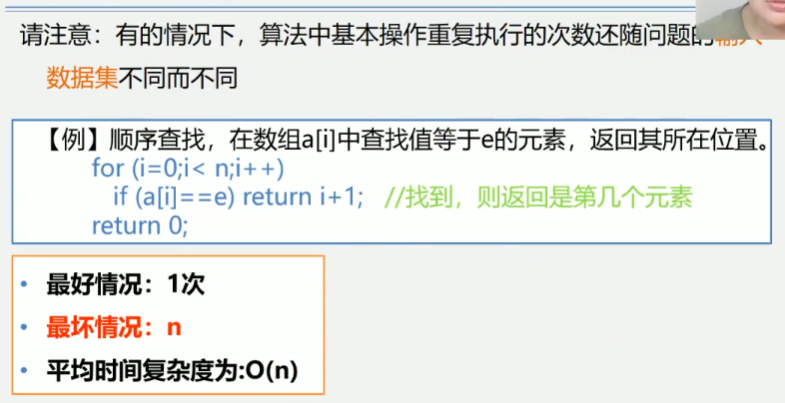 请注意：有的情况下，算法中基本操作重复执行的次数还随问题的输入
数据集不同而不同
【例】顺序查找，在数组a[i]中查找值等于e的元素，返回其所在位置。
for (i=0;i< n;i++)
if (a[i]==e) return i+1; //找到，则返回是第几个元素
return 0;
• 最好情况：1次
• 最坏情况：n
• 平均时间复杂度为:O(n)